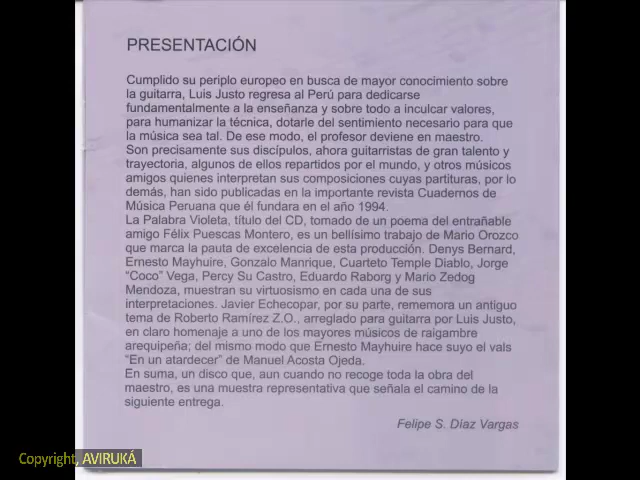 PRESENTACIÓN
Cumplido su periplo europeo en busca de mayor conocimiento sobre
la guitarra, Luis Justo regresa al Perú para dedicarse
fundamentalmente a la enseñanza y sobre todo a inculcar valores,
para humanizar la técnica, dotarle del sentimiento necesario para que
la música sea tal. De ese modo, el profesor deviene en maestro.
Son precisamente sus discípulos, ahora guitarristas de gran talento y
trayectoria, algunos de ellos repartidos por el mundo, y otros músicos
amigos quienes interpretan sus composiciones cuyas partituras, por lo
demás, han sido publicadas en la importante revista Cuadernos de
Música Peruana que él fundara en el año 1994.
La Palabra Violeta, título del CD, tomado de un poema del entrañable
amigo Félix Puescas Montero, es un bellísimo trabajo de Mario Orozco
que marca la pauta de excelencia de esta producción. Denys Bernard,
Ernesto Mayhuire, Gonzalo Manrique, Cuarteto Temple Diablo, Jorge
"Coco" Vega, Percy Su Castro, Eduardo Raborg y Mario Zedog
Mendoza, muestran su virtuosismo en cada una de sus
interpretaciones. Javier Echecopar, por su parte, rememora un antiguo
tema de Roberto Ramírez Z.O., arreglado para guitarra por Luis Justo,
en claro homenaje a uno de los mayores músicos de raigambre
arequipeña; del mismo modo que Ernesto Mayhuire hace suyo el vals
"En un atardecer" de Manuel Acosta Ojeda.
En suma, un disco que, aun cuando no recoge toda la obra del
maestro, es una muestra representativa que señala el camino de la
siguiente entrega.
Felipe S. Díaz Vargas
Copyright, AVIRUKÁ